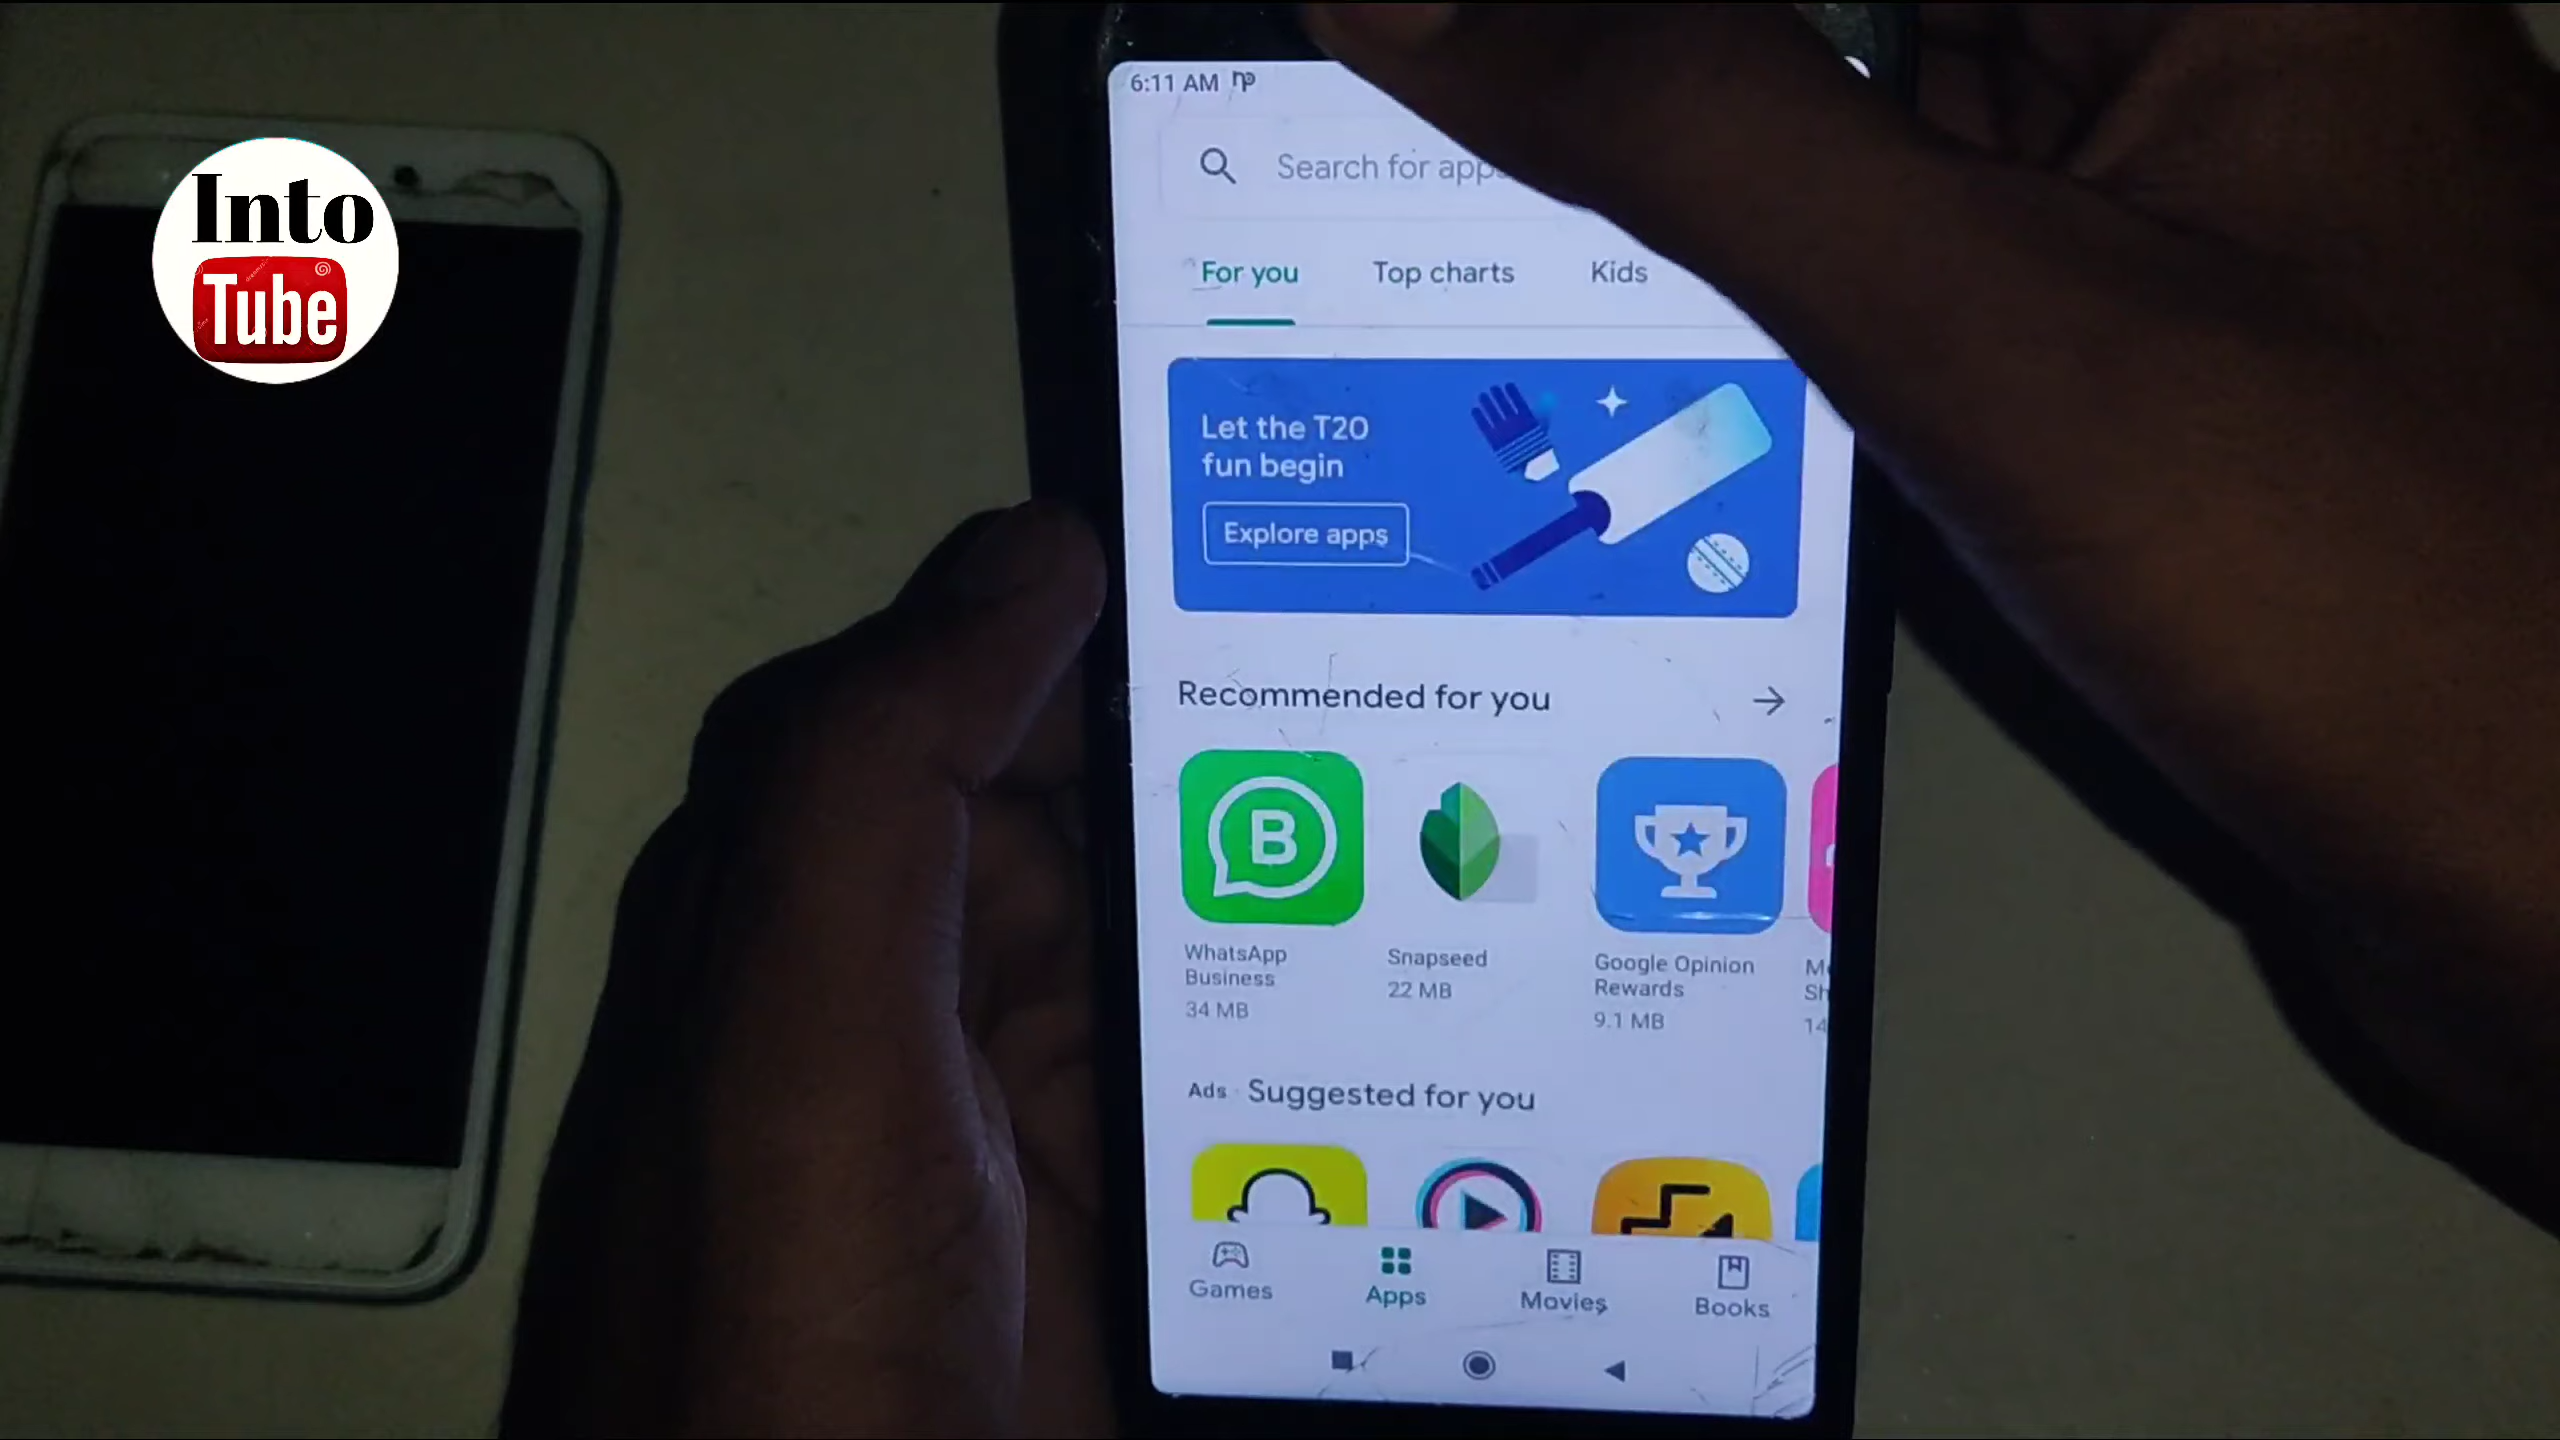 Into
Tube
6:11 AM
Search for apps
For you
Top charts
Kids
Let the T20
fun begin
Explore apps
Recommended for you
B
WhatsApp
Business
34 MB
Snapseed
22 MB
Google Opinion
Rewards
9.1 MB
Ads · Suggested for you
Games
Apps
Movies
Books